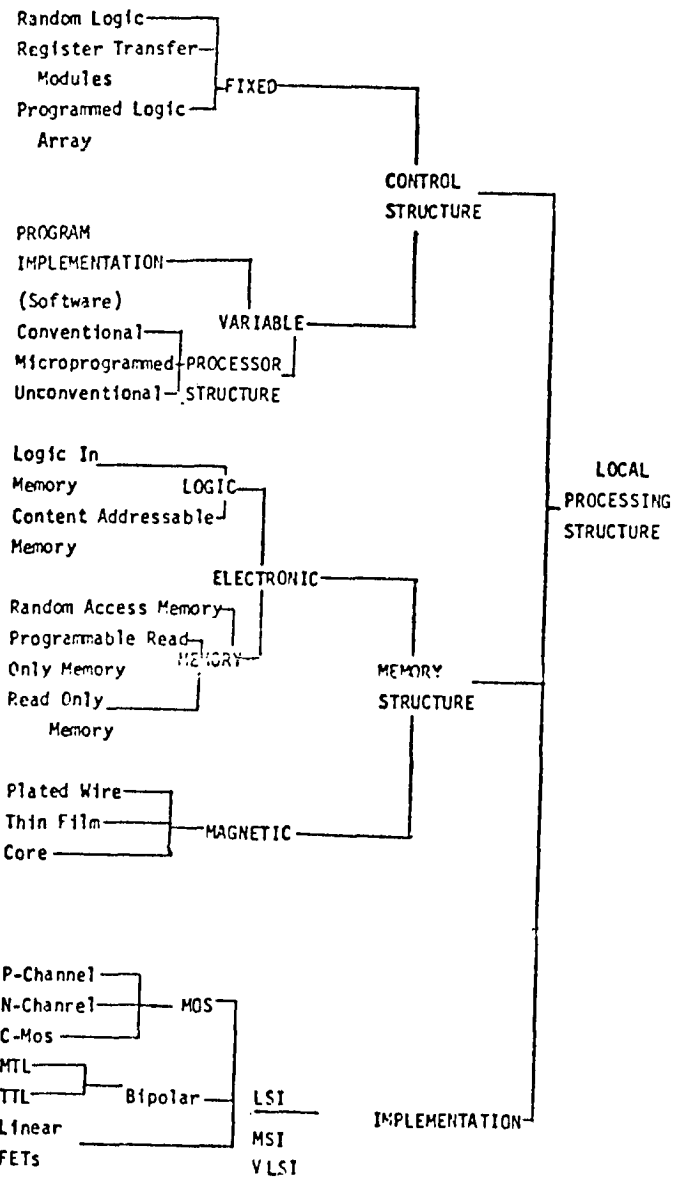 Random Logic
Register Transfer
Modules
FIXED
Programmed Logic
Array
CONTROL
STRUCTURE
PROGRAM
IMPLEMENTATION
(Software)
VARIABLE
Conventional
Microprogrammed PROCESSOR
Unconventional STRUCTURE
Logic In
Memory LOGIC
Content Addressable
Memory
LOCAL
PROCESSING
STRUCTURE
ELECTRONIC
Random Access Memory
Programmable Read
MEMORY
Only Memory
Read Only
Memory
MEMORY
STRUCTURE
Plated Wire
Thin Film
MAGNETIC
Core
P-Channel
N-Chanrel MOS
C-Mos
MTL
TTL Bipolar
Linear
FETs
LSI
MSI
VLSI
IMPLEMENTATION